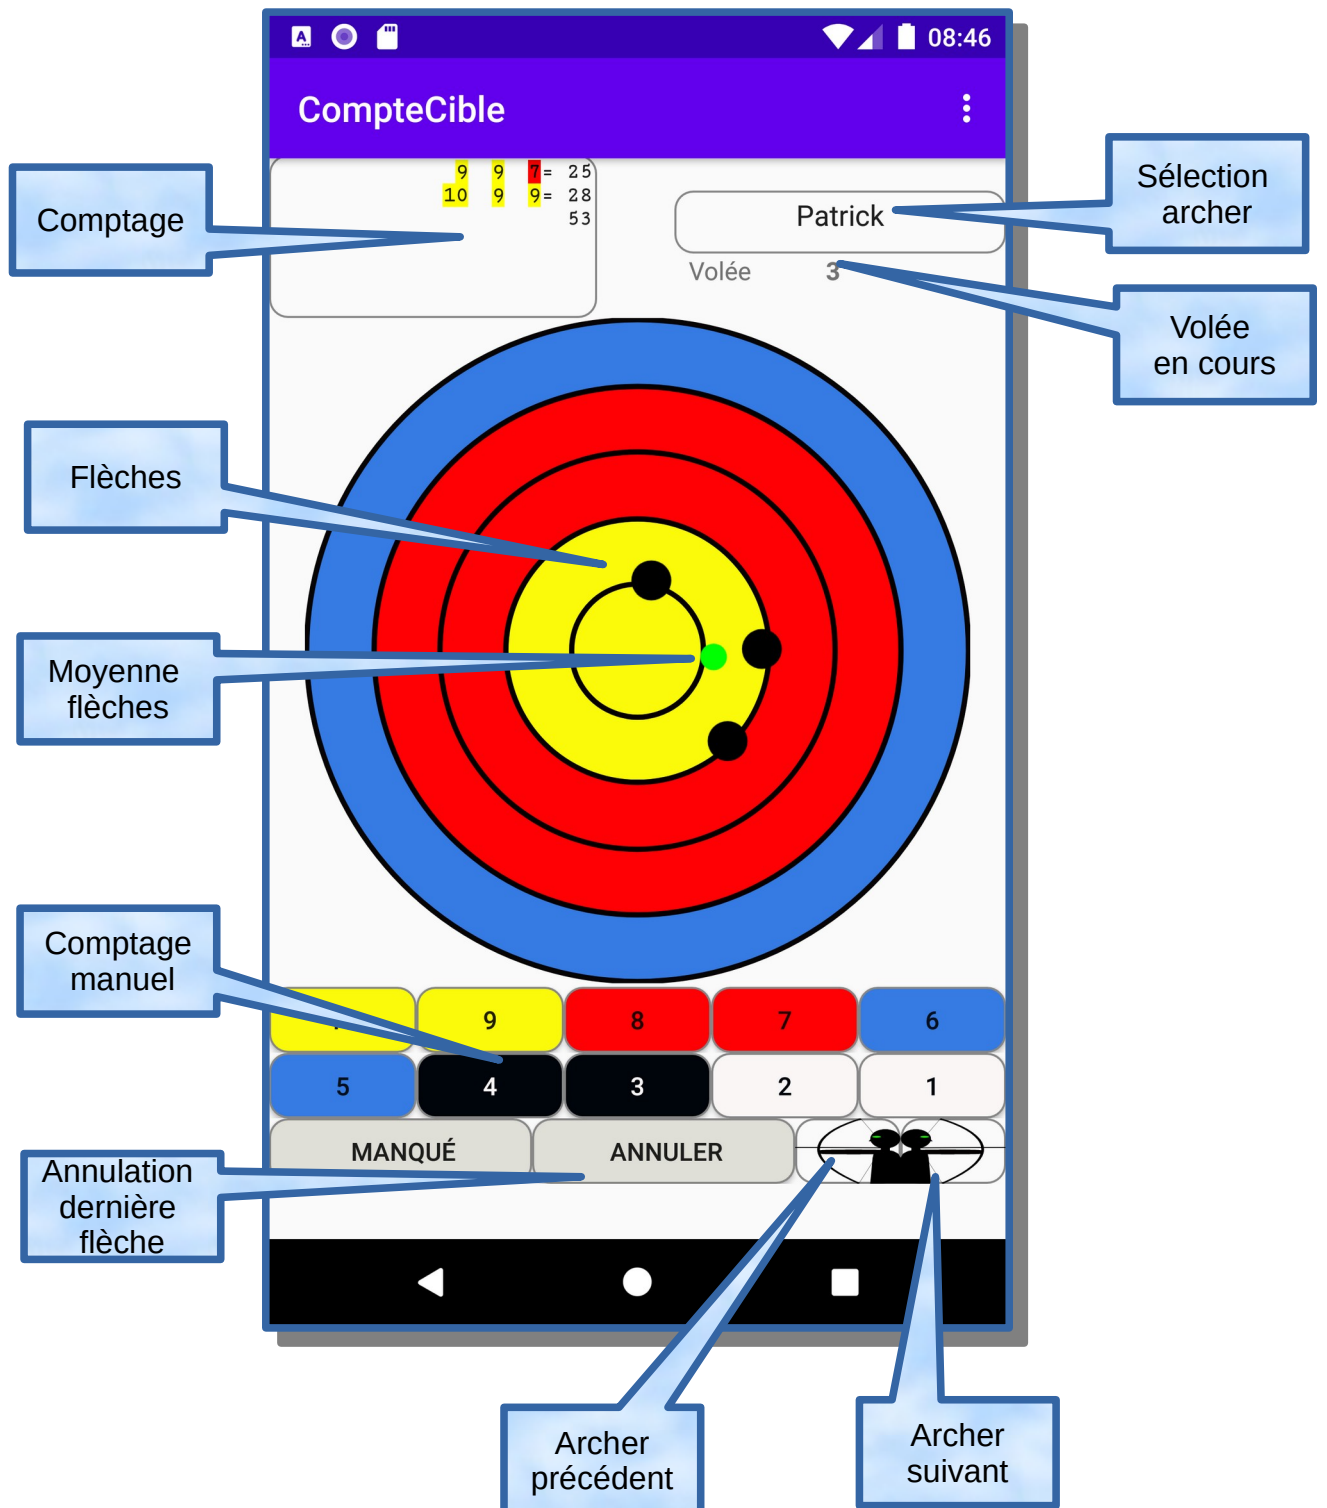 08:46
CompteCible
9 9 7= 25
10 9 9= 28
53
Patrick
Volée 3
Comptage
Sélection
archer
Volée
en cours
Flèches
Moyenne
flèches
Comptage
manuel
9 8 7 6
5 4 3 2 1
MANQUÉ ANNULER
Annulation
dernière
flèche
Archer
précédent
Archer
suivant